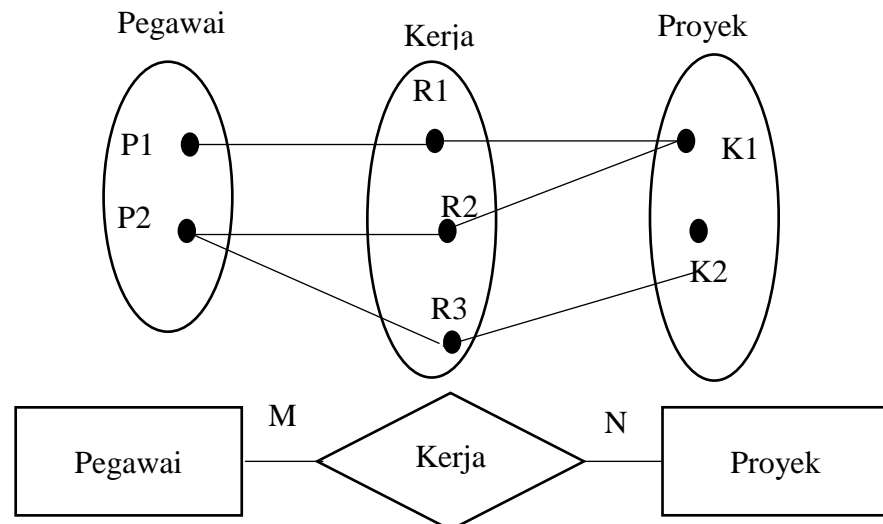 Pegawai
Kerja
Proyek
R1
P1
K1
P2
R2
K2
R3
M
N
Pegawai
Kerja
Proyek